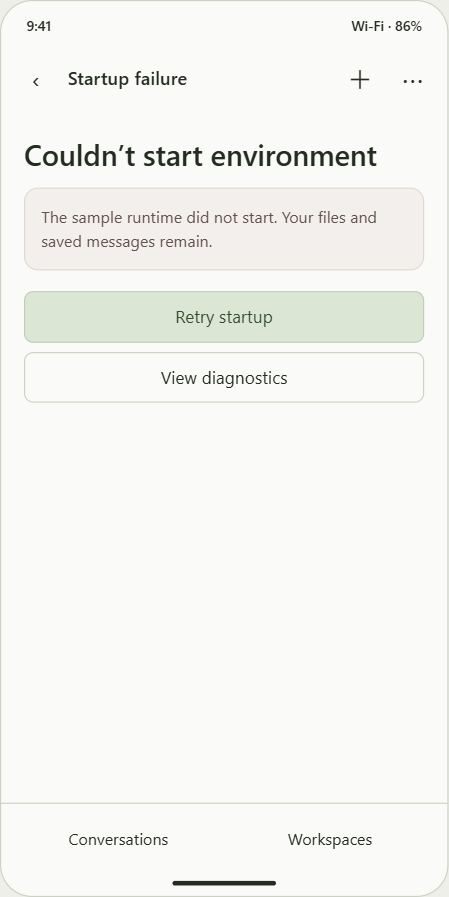 9:41
Wi-Fi · 86%
‹ Startup failure + ...
Couldn’t start environment
The sample runtime did not start. Your files and
saved messages remain.
Retry startup
View diagnostics
Conversations
Workspaces